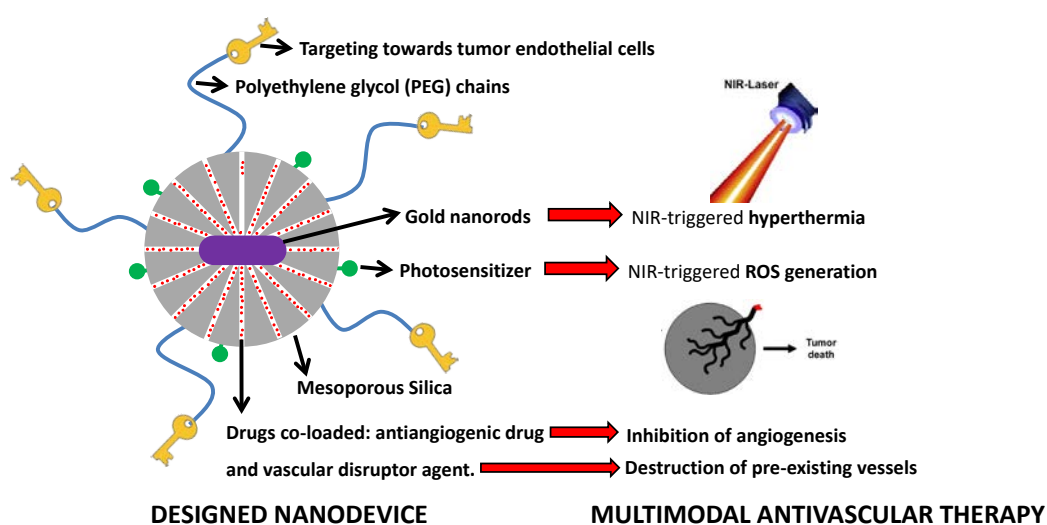 Targeting towards tumor endothelial cells
Polyethylene glycol (PEG) chains
NIR-Laser
Gold nanorods
NIR-triggered hyperthermia
Photosensitizer
NIR-triggered ROS generation
Tumor
death
Mesoporous Silica
Drugs co-loaded: antiangiogenic drug
Inhibition of angiogenesis
and vascular disruptor agent.
Destruction of pre-existing vessels
DESIGNED NANODEVICE
MULTIMODAL ANTIVASCULAR THERAPY